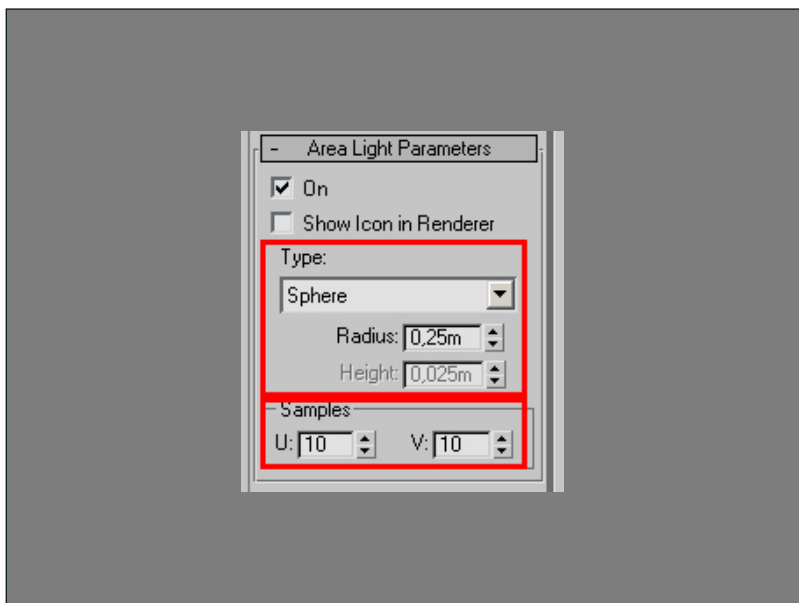 - Area Light Parameters
On
Show Icon in Renderer
Type:
Sphere
Radius: 0,25m
Height: 0,025m
Samples
U: 10 V: 10